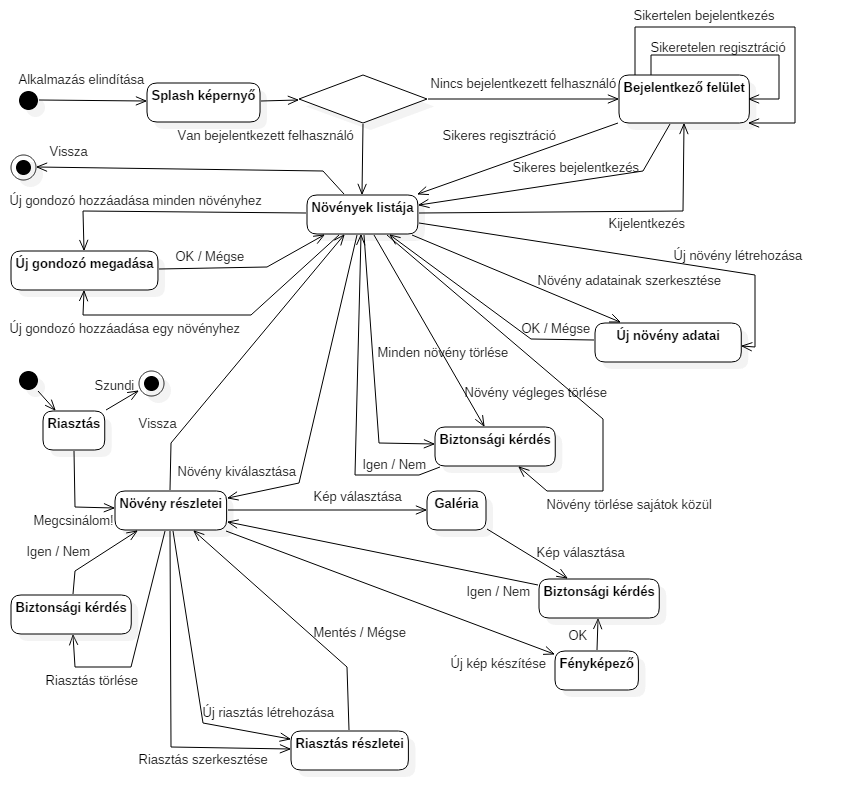 Sikertelen bejelentkezés
Sikeretelen regisztráció
Alkalmazás elindítása
Splash képernyő
Nincs bejelentkezett felhasználó
Bejelentkező felület
Van bejelentkezett felhasználó
Sikeres regisztráció
Vissza
Sikeres bejelentkezés
Új gondozó hozzáadása minden növényhez
Növények listája
Kijelentkezés
Új gondozó megadása
OK / Mégse
Új növény létrehozása
Növény adatainak szerkesztése
Új gondozó hozzáadása egy növényhez
OK / Mégse
Új növény adatai
Minden növény törlése
Szundi
Növény végleges törlése
Riasztás
Vissza
Biztonsági kérdés
Igen / Nem
Növény kiválasztása
Növény részletei
Kép választása
Galéria
Növény törlése sajátok közül
Megcsinálom!
Igen / Nem
Kép választása
Igen / Nem
Biztonsági kérdés
Biztonsági kérdés
Mentés / Mégse
OK
Új kép készítése
Fényképező
Riasztás törlése
Új riasztás létrehozása
Riasztás részletei
Riasztás szerkesztése